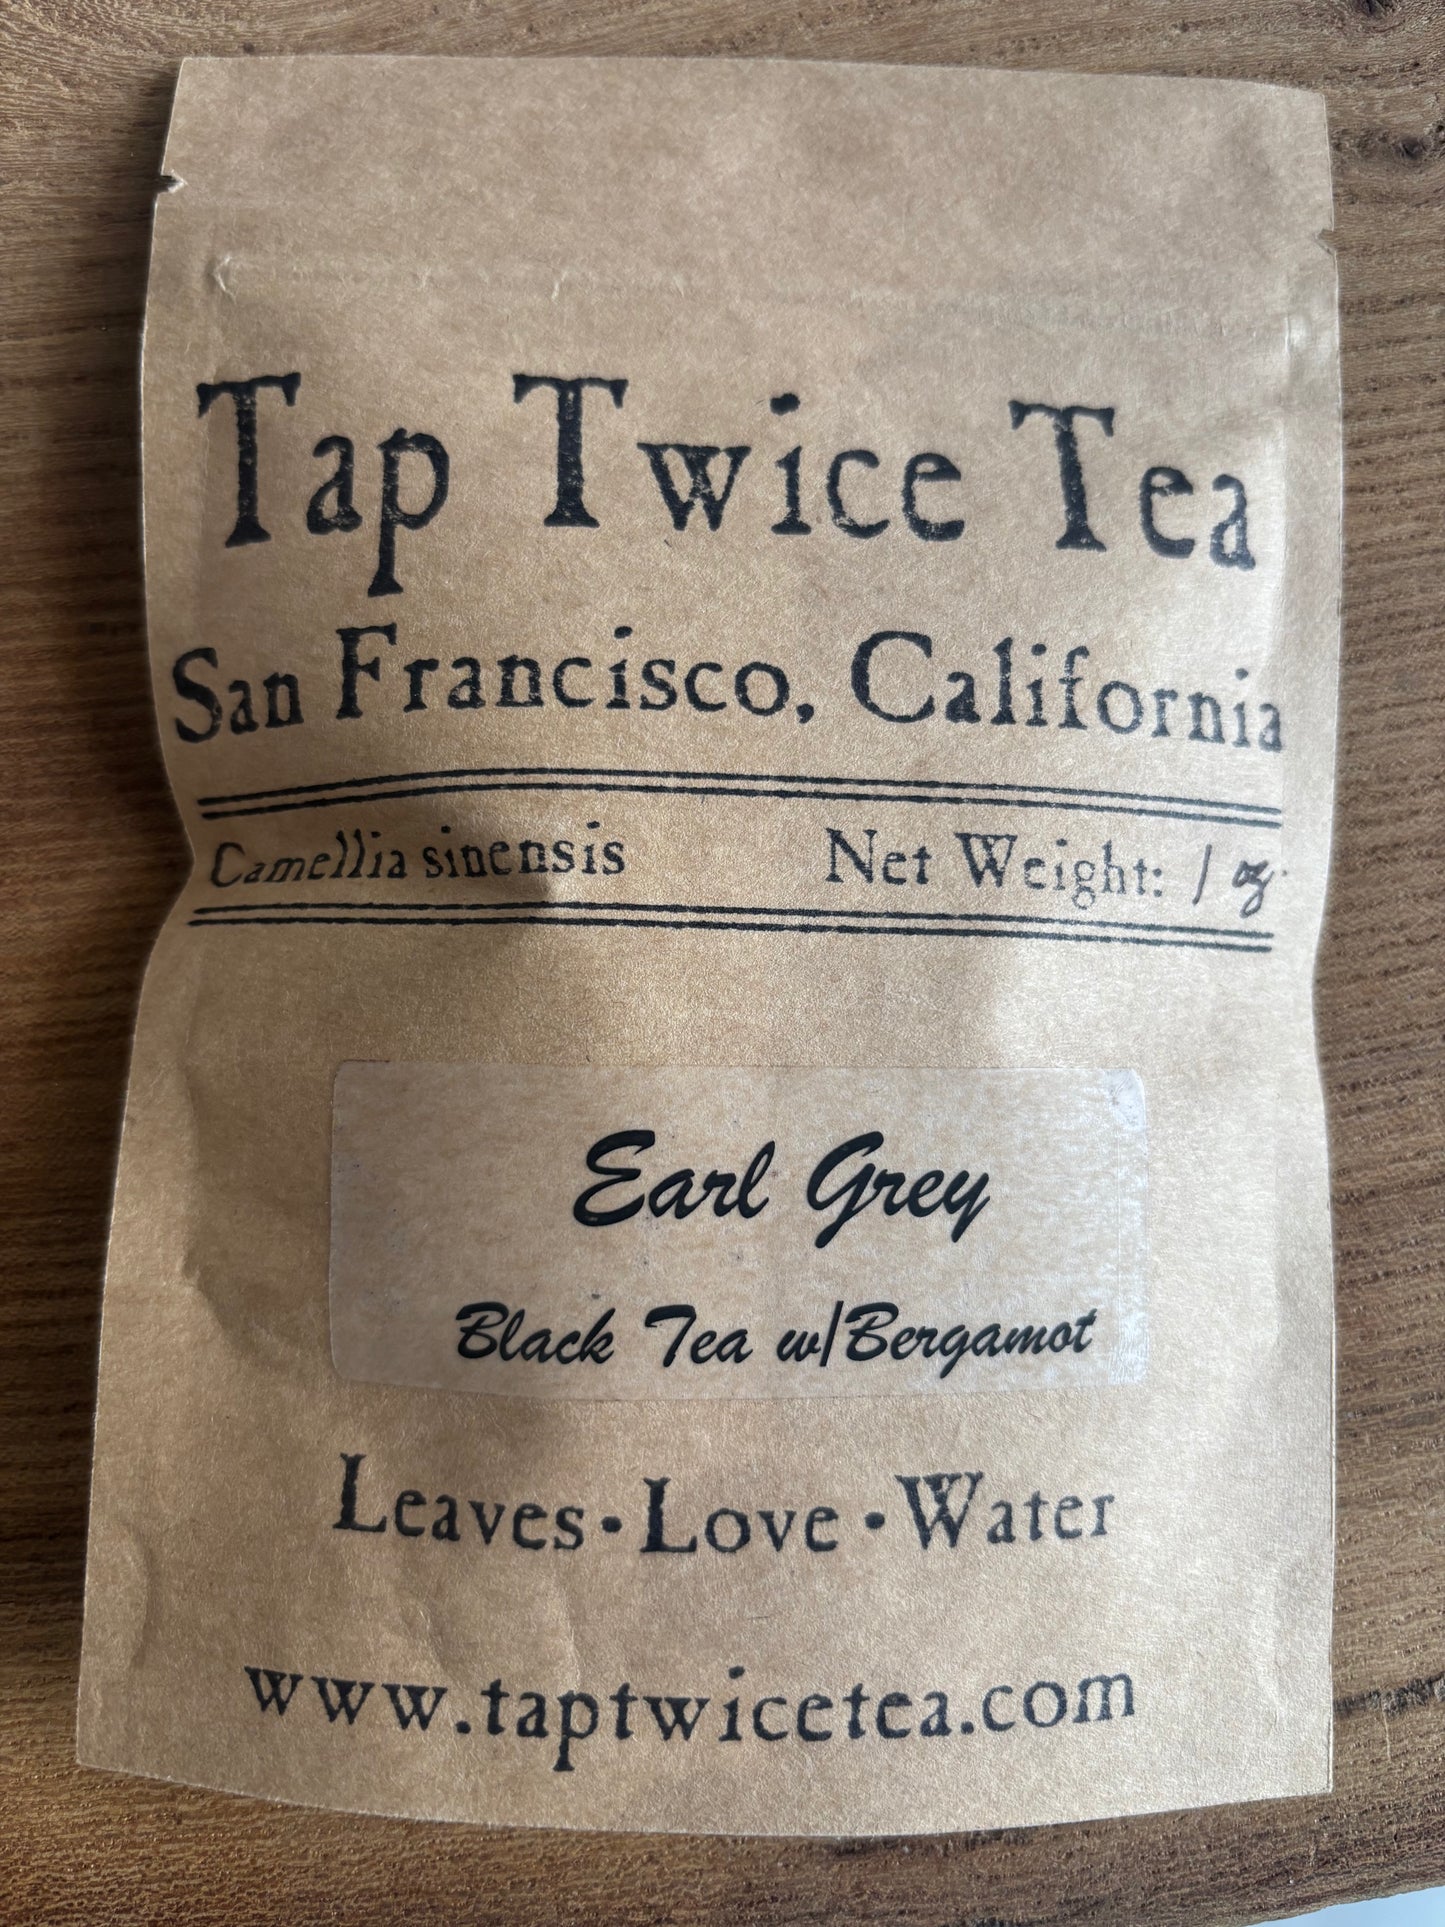 Tap Twice Tea
San Francisco, California
Camellia sinensis Net Weight: 1 oz.
Earl Grey
Black Tea w/Bergamot
Leaves • Love • Water
www.taptwicetea.com